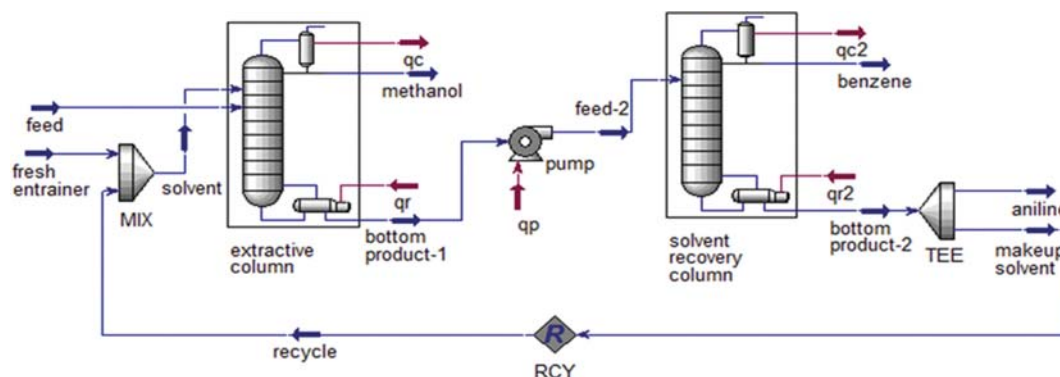 qc
methanol
feed
fresh
entrainer
MIX
solvent
qr
extractive
column
bottom
product-1
qp
pump
feed-2
qc2
benzene
qr2
solvent
recovery
column
bottom
product-2
TEE
aniline
makeup
solvent
recycle
R
RCY